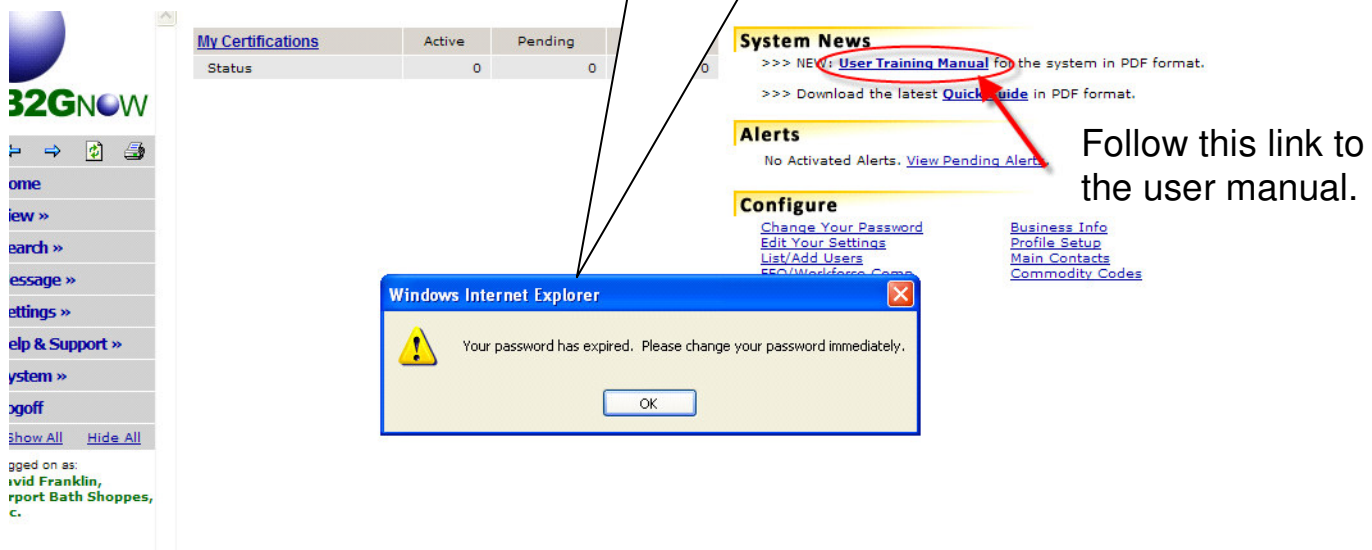 My Certifications Active Pending
Status 0 0 0
System News
>>> NEW: User Training Manual for the system in PDF format.
>>> Download the latest Quick Guide in PDF format.
Alerts
No Activated Alerts. View Pending Alerts.
Follow this link to
the user manual.
Configure
Change Your Password Business Info
Edit Your Settings Profile Setup
List/Add Users Main Contacts
EEO/Workforce Comp Commodity Codes
Windows Internet Explorer
Your password has expired. Please change your password immediately.
OK
B2GNOW
ome
iew »
earch »
essage »
ettings »
elp & Support »
ystem »
ogoff
Show All Hide All
gged on as:
avid Franklin,
rport Bath Shoppes,
c.